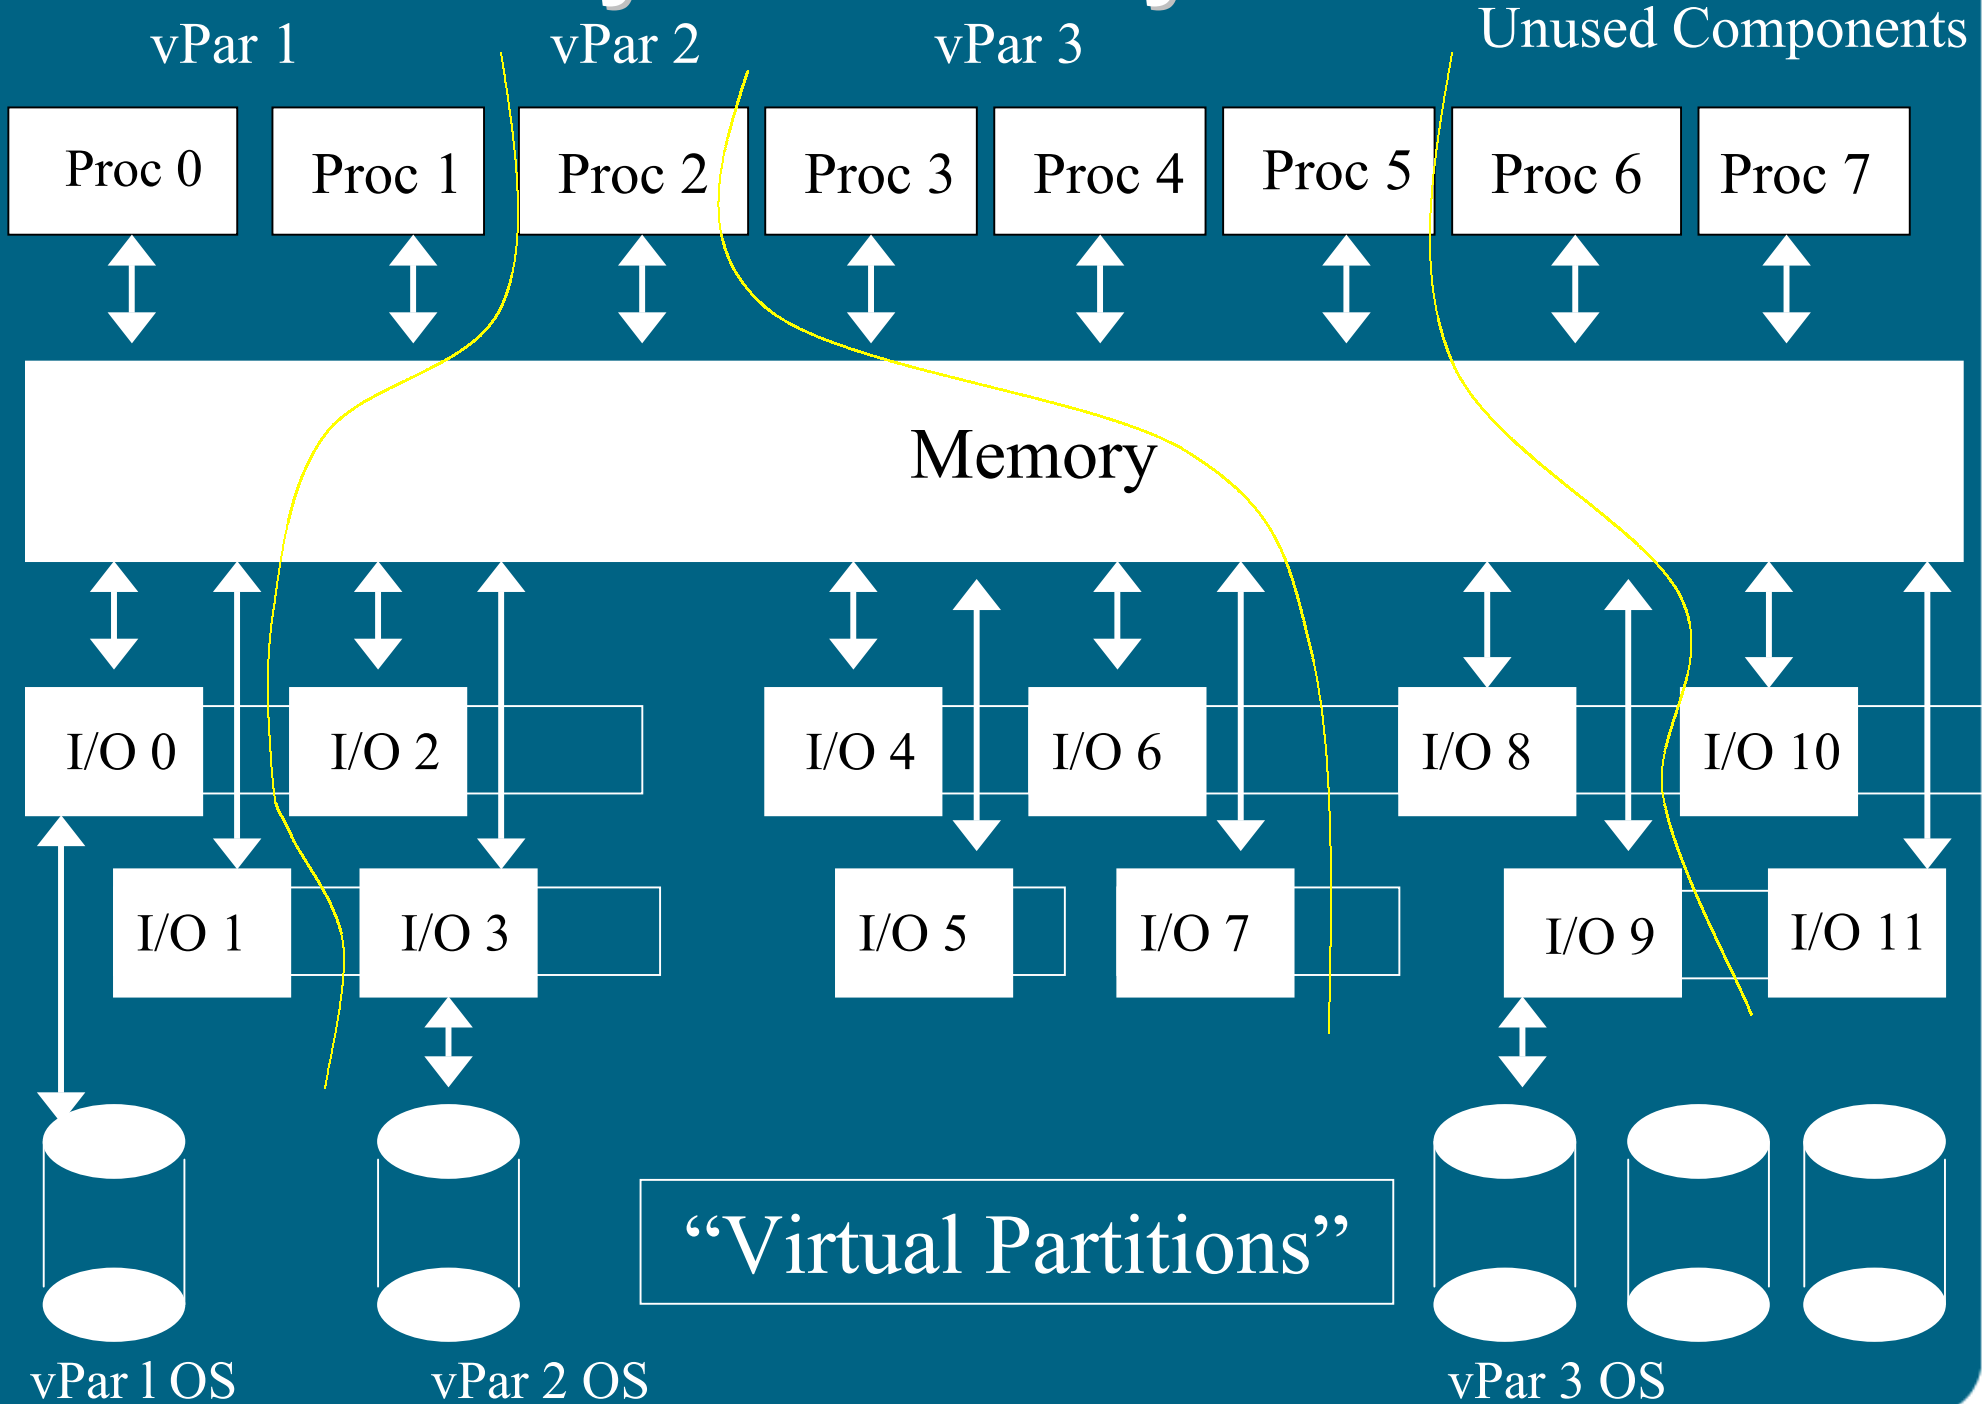 vPar 1 vPar 2 vPar 3 Unused Components
Proc 0 Proc 1 Proc 2 Proc 3 Proc 4 Proc 5 Proc 6 Proc 7
Memory
I/O 0 I/O 2 I/O 4 I/O 6 I/O 8 I/O 10
I/O 1 I/O 3 I/O 5 I/O 7 I/O 9 I/O 11
“Virtual Partitions”
vPar 1 OS vPar 2 OS vPar 3 OS